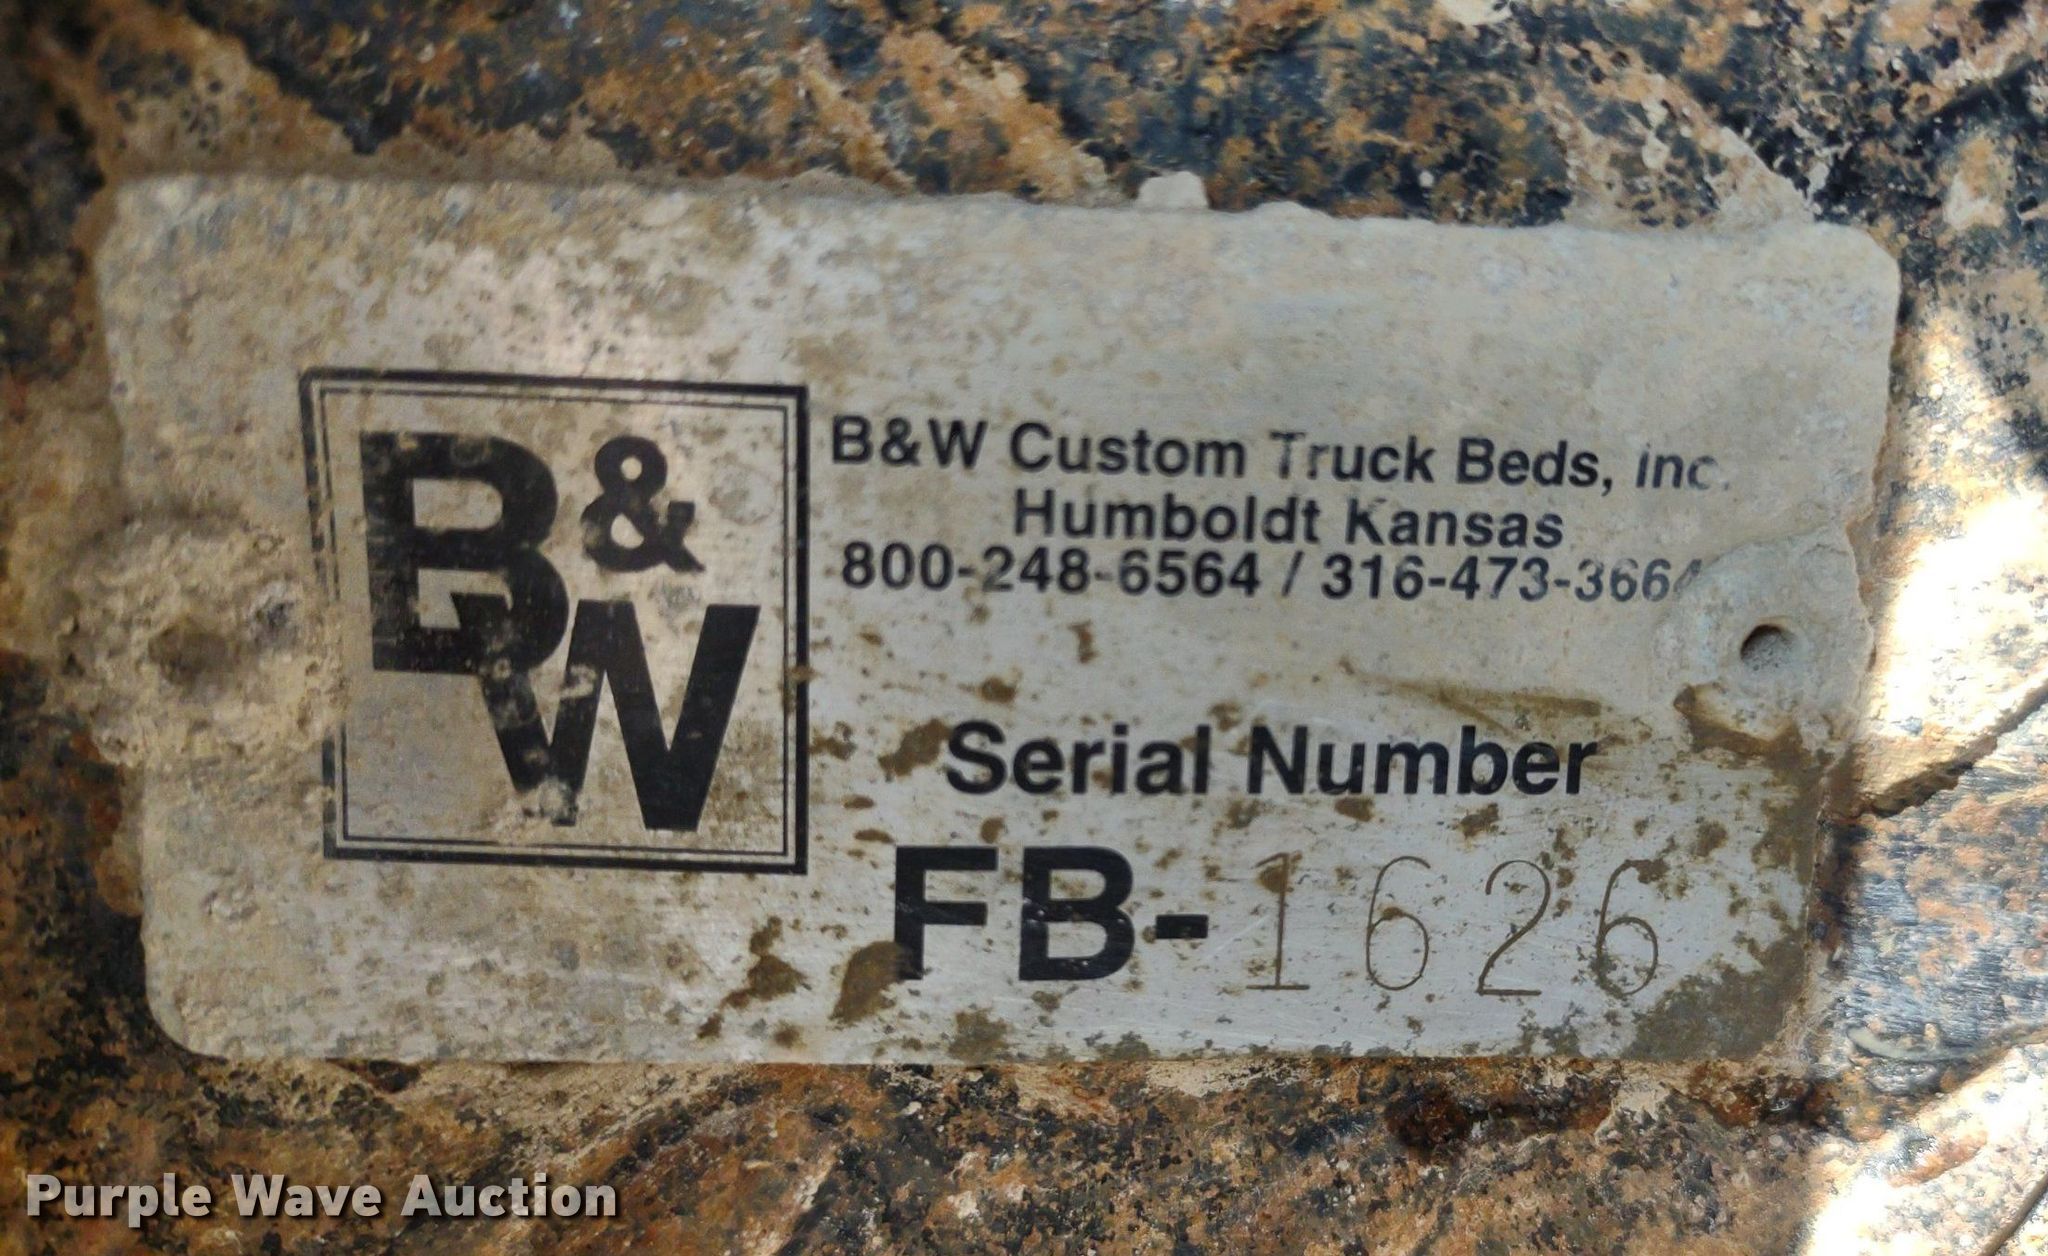 B&W
B&W Custom Truck Beds, Inc.
Humboldt Kansas
800-248-6564 / 316-473-3664
Serial Number
FB-1626
Purple Wave Auction